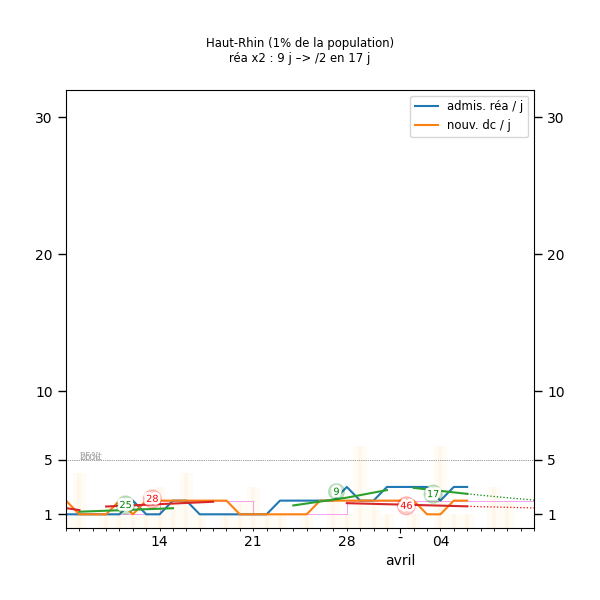 Haut-Rhin (1% de la population)
réa x2 : 9 j –> /2 en 17 j
admis. réa / j
nouv. dc / j
30 30
20 20
10 10
5 5
1 1
25 28 9 46 17
14 21 28 - 04
avril